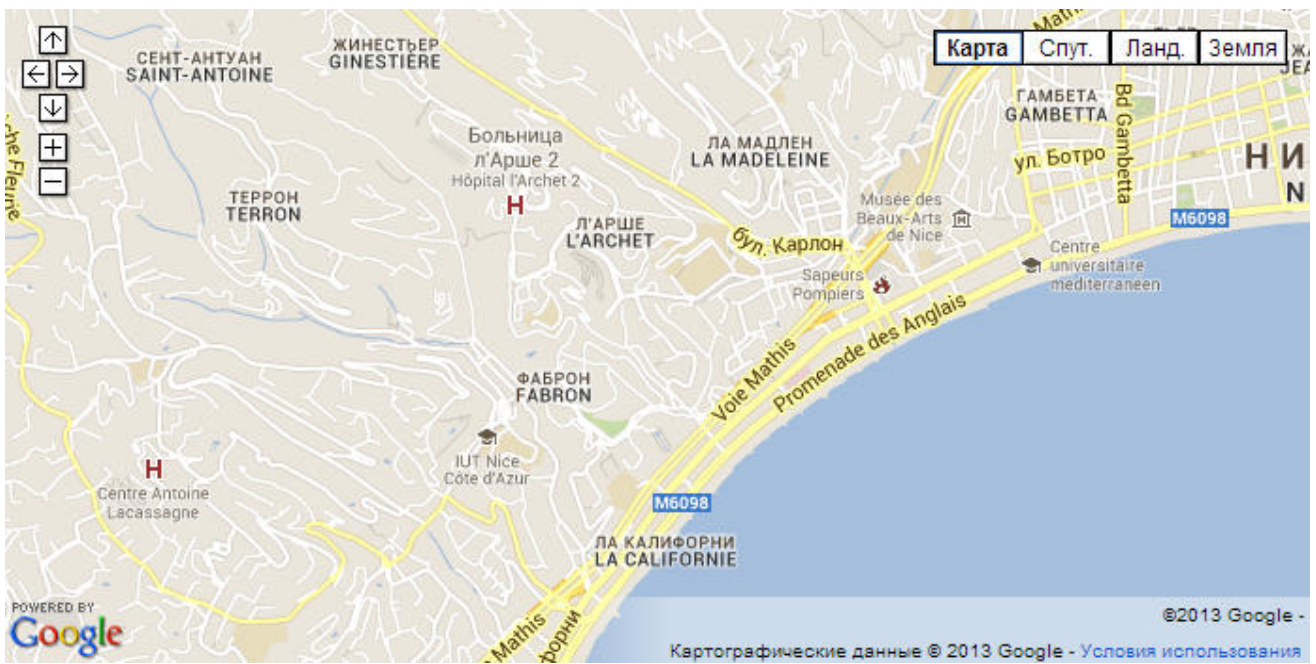 Карта
Спут.
Ланд.
Земля
СЕНТ-АНТУАН
SAINT-ANTOINE
ЖИНЕСТЬЕР
GINESTIÈRE
Больница
л'Арше 2
Hôpital l'Archet 2
H
ЛА МАДЛЕН
LA MADELEINE
ГАМБЕТА
GAMBETTA
Bd Gambetta
ул. Ботро
Н И
N
ТЕРРОН
TERRON
Л'АРШЕ
L'ARCHET
бул. Карлон
Musée des
Beaux-Arts
de Nice
M6098
Centre
universitaire
mediterraneen
Sapeurs
Pompiers
Promenade des Anglais
Voie Mathis
ФАБРОН
FABRON
IUT Nice
Côte d'Azur
H
Centre Antoine
Lacassagne
M6098
ЛА КАЛИФОРНИ
LA CALIFORNIE
Mathis
POWERED BY
Google
©2013 Google -
Картографические данные © 2013 Google - Условия использования